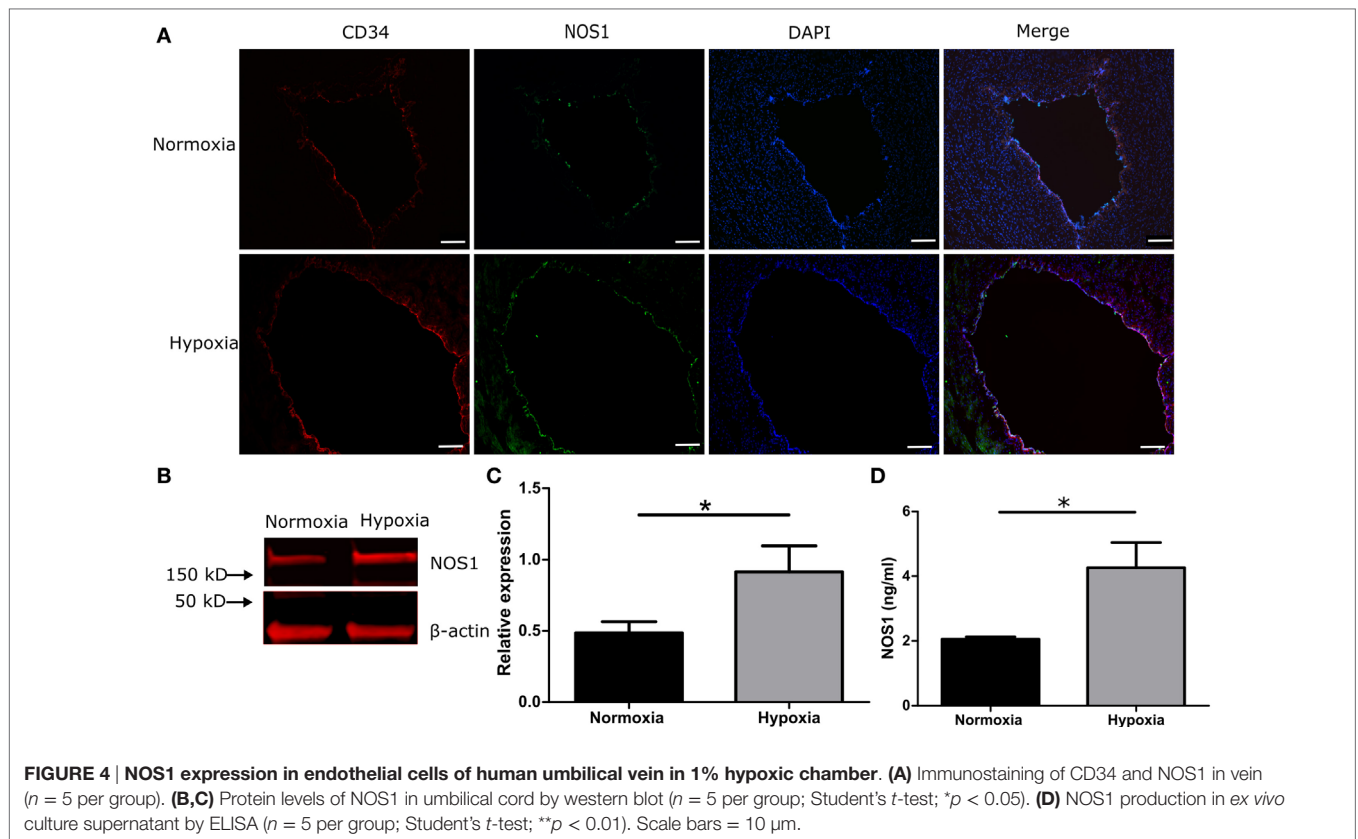 A
CD34 NOS1 DAPI Merge
Normoxia
Hypoxia
B
Normoxia Hypoxia
NOS1
150 kD
50 kD
β-actin
C
*
1.5
1.0
0.5
0.0
Relative expression
Normoxia Hypoxia
D
*
6
4
2
0
NOS1 (ng/ml)
Normoxia Hypoxia
FIGURE 4 | NOS1 expression in endothelial cells of human umbilical vein in 1% hypoxic chamber. (A) Immunostaining of CD34 and NOS1 in vein
(n = 5 per group). (B,C) Protein levels of NOS1 in umbilical cord by western blot (n = 5 per group; Student’s t-test; *p < 0.05). (D) NOS1 production in ex vivo
culture supernatant by ELISA (n = 5 per group; Student’s t-test; **p < 0.01). Scale bars = 10 µm.